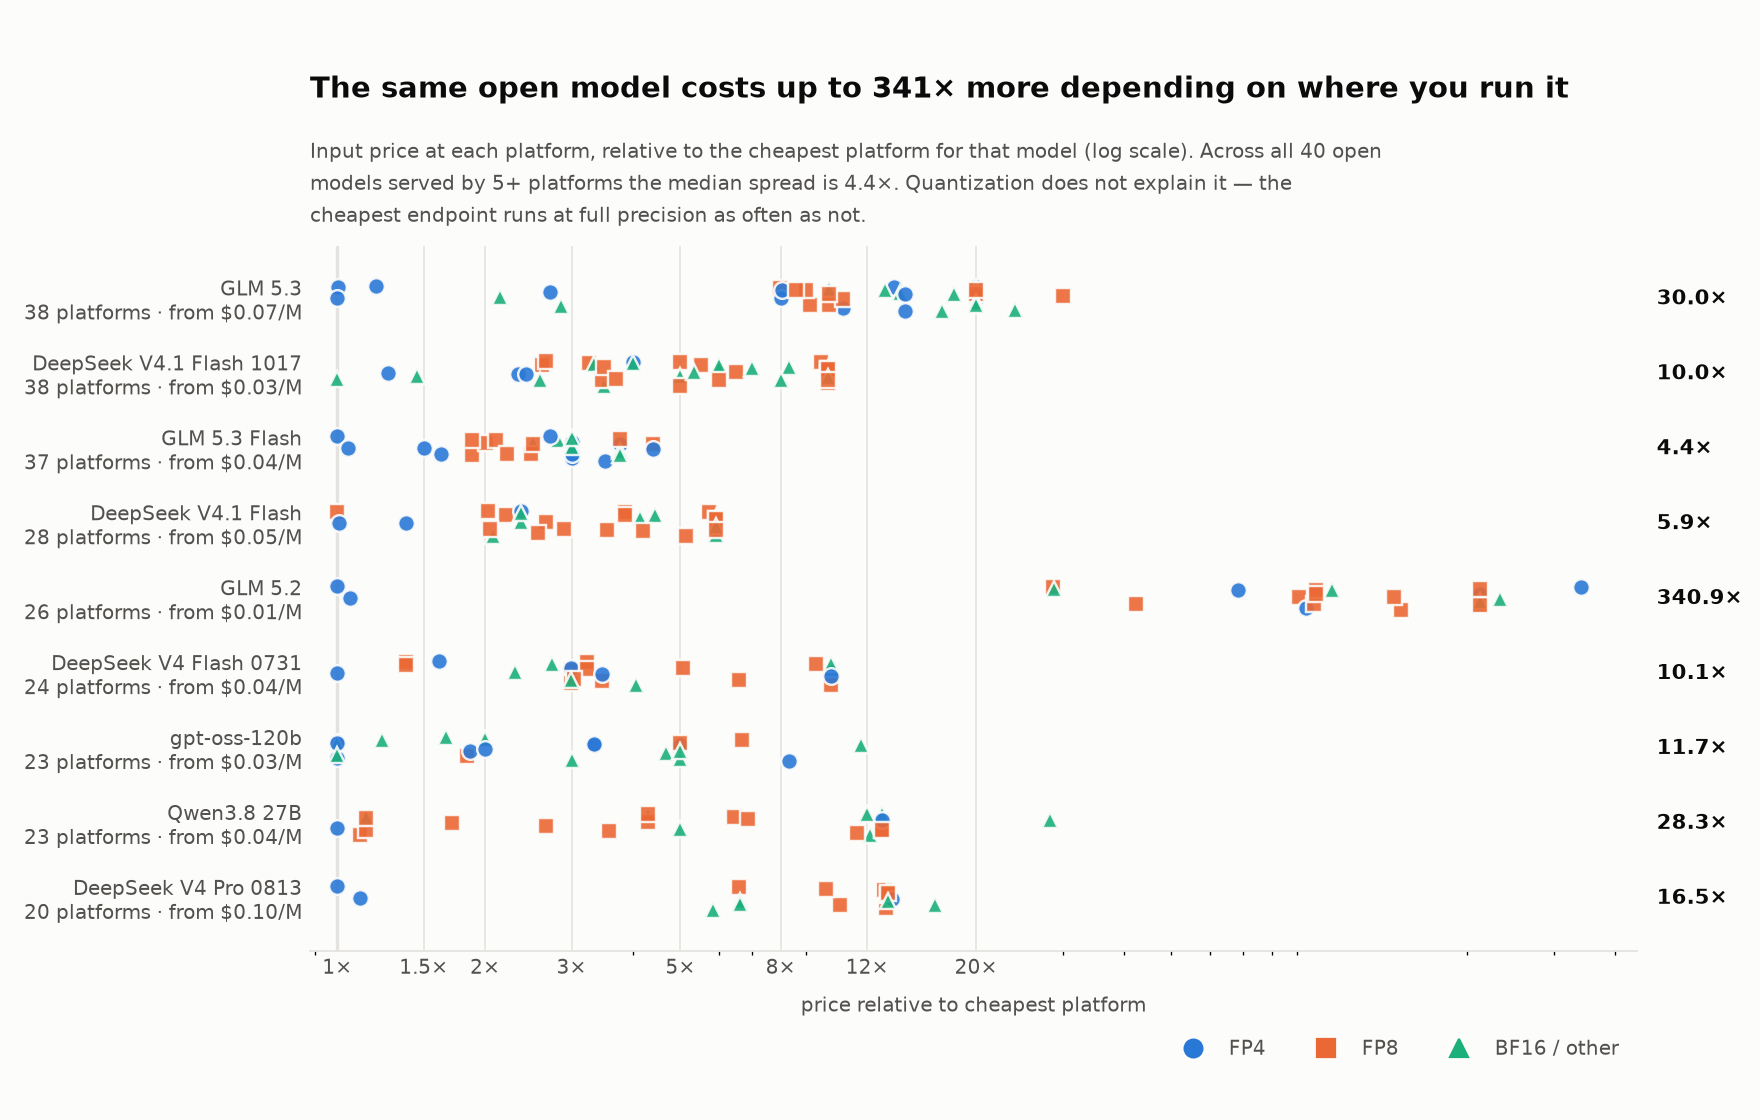 The same open model costs up to 341× more depending on where you run it
Input price at each platform, relative to the cheapest platform for that model (log scale). Across all 40 open
models served by 5+ platforms the median spread is 4.4×. Quantization does not explain it — the
cheapest endpoint runs at full precision as often as not.
GLM 5.3
38 platforms · from $0.07/M
30.0×
DeepSeek V4.1 Flash 1017
38 platforms · from $0.03/M
10.0×
GLM 5.3 Flash
37 platforms · from $0.04/M
4.4×
DeepSeek V4.1 Flash
28 platforms · from $0.05/M
5.9×
GLM 5.2
26 platforms · from $0.01/M
340.9×
DeepSeek V4 Flash 0731
24 platforms · from $0.04/M
10.1×
gpt-oss-120b
23 platforms · from $0.03/M
11.7×
Qwen3.8 27B
23 platforms · from $0.04/M
28.3×
DeepSeek V4 Pro 0813
20 platforms · from $0.10/M
16.5×
1× 1.5× 2× 3× 5× 8× 12× 20×
price relative to cheapest platform
FP4 FP8 BF16 / other